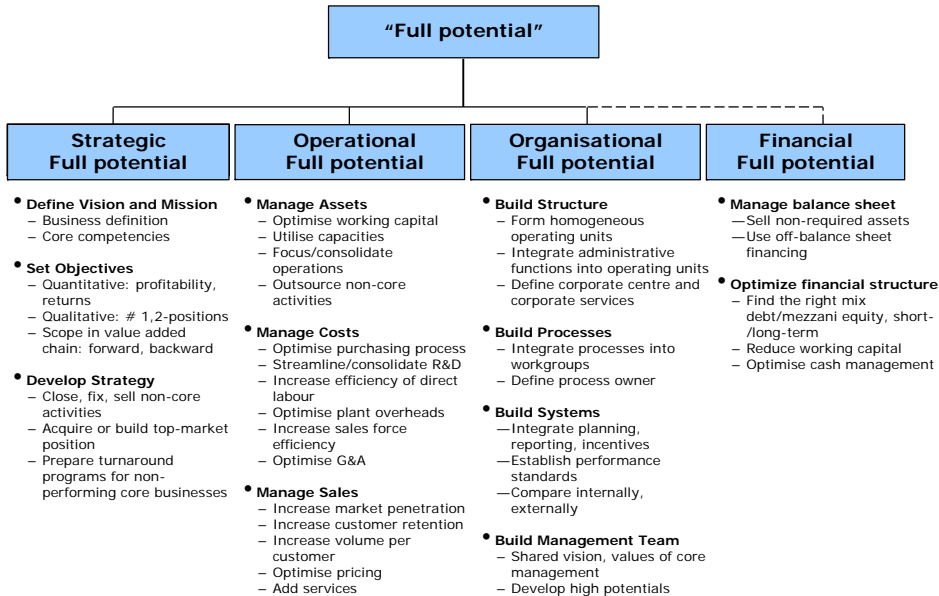 “Full potential”
Strategic
Full potential
• Define Vision and Mission
– Business definition
– Core competencies
• Set Objectives
– Quantitative: profitability,
returns
– Qualitative: # 1,2-positions
– Scope in value added
chain: forward, backward
• Develop Strategy
– Close, fix, sell non-core
activities
– Acquire or build top-market
position
– Prepare turnaround
programs for non-
performing core businesses
Operational
Full potential
• Manage Assets
– Optimise working capital
– Utilise capacities
– Focus/consolidate
operations
– Outsource non-core
activities
• Manage Costs
– Optimise purchasing process
– Streamline/consolidate R&D
– Increase efficiency of direct
labour
– Optimise plant overheads
– Increase sales force
efficiency
– Optimise G&A
• Manage Sales
– Increase market penetration
– Increase customer retention
– Increase volume per
customer
– Optimise pricing
– Add services
Organisational
Full potential
• Build Structure
– Form homogeneous
operating units
– Integrate administrative
functions into operating units
– Define corporate centre and
corporate services
• Build Processes
– Integrate processes into
workgroups
– Define process owner
• Build Systems
—Integrate planning,
reporting, incentives
—Establish performance
standards
—Compare internally,
externally
• Build Management Team
– Shared vision, values of core
management
– Develop high potentials
Financial
Full potential
• Manage balance sheet
—Sell non-required assets
—Use off-balance sheet
financing
• Optimize financial structure
– Find the right mix
debt/mezzani equity, short-
/long-term
– Reduce working capital
– Optimise cash management